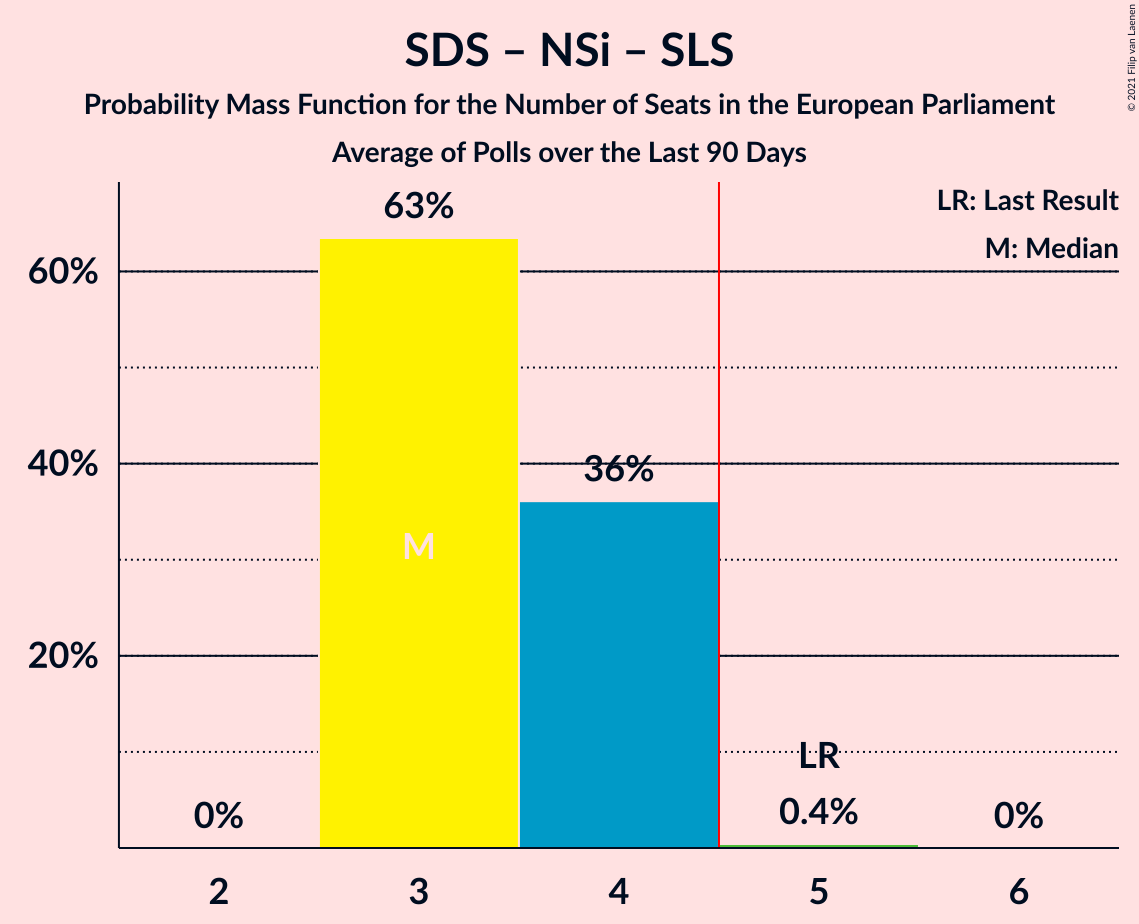 SDS – NSi – SLS
Probability Mass Function for the Number of Seats in the European Parliament
Average of Polls over the Last 90 Days
© 2021 Filip van Laenen
LR: Last Result
M: Median
63%
60%
40%
36%
M
20%
LR
0%
0.4%
0%
2
3
4
5
6